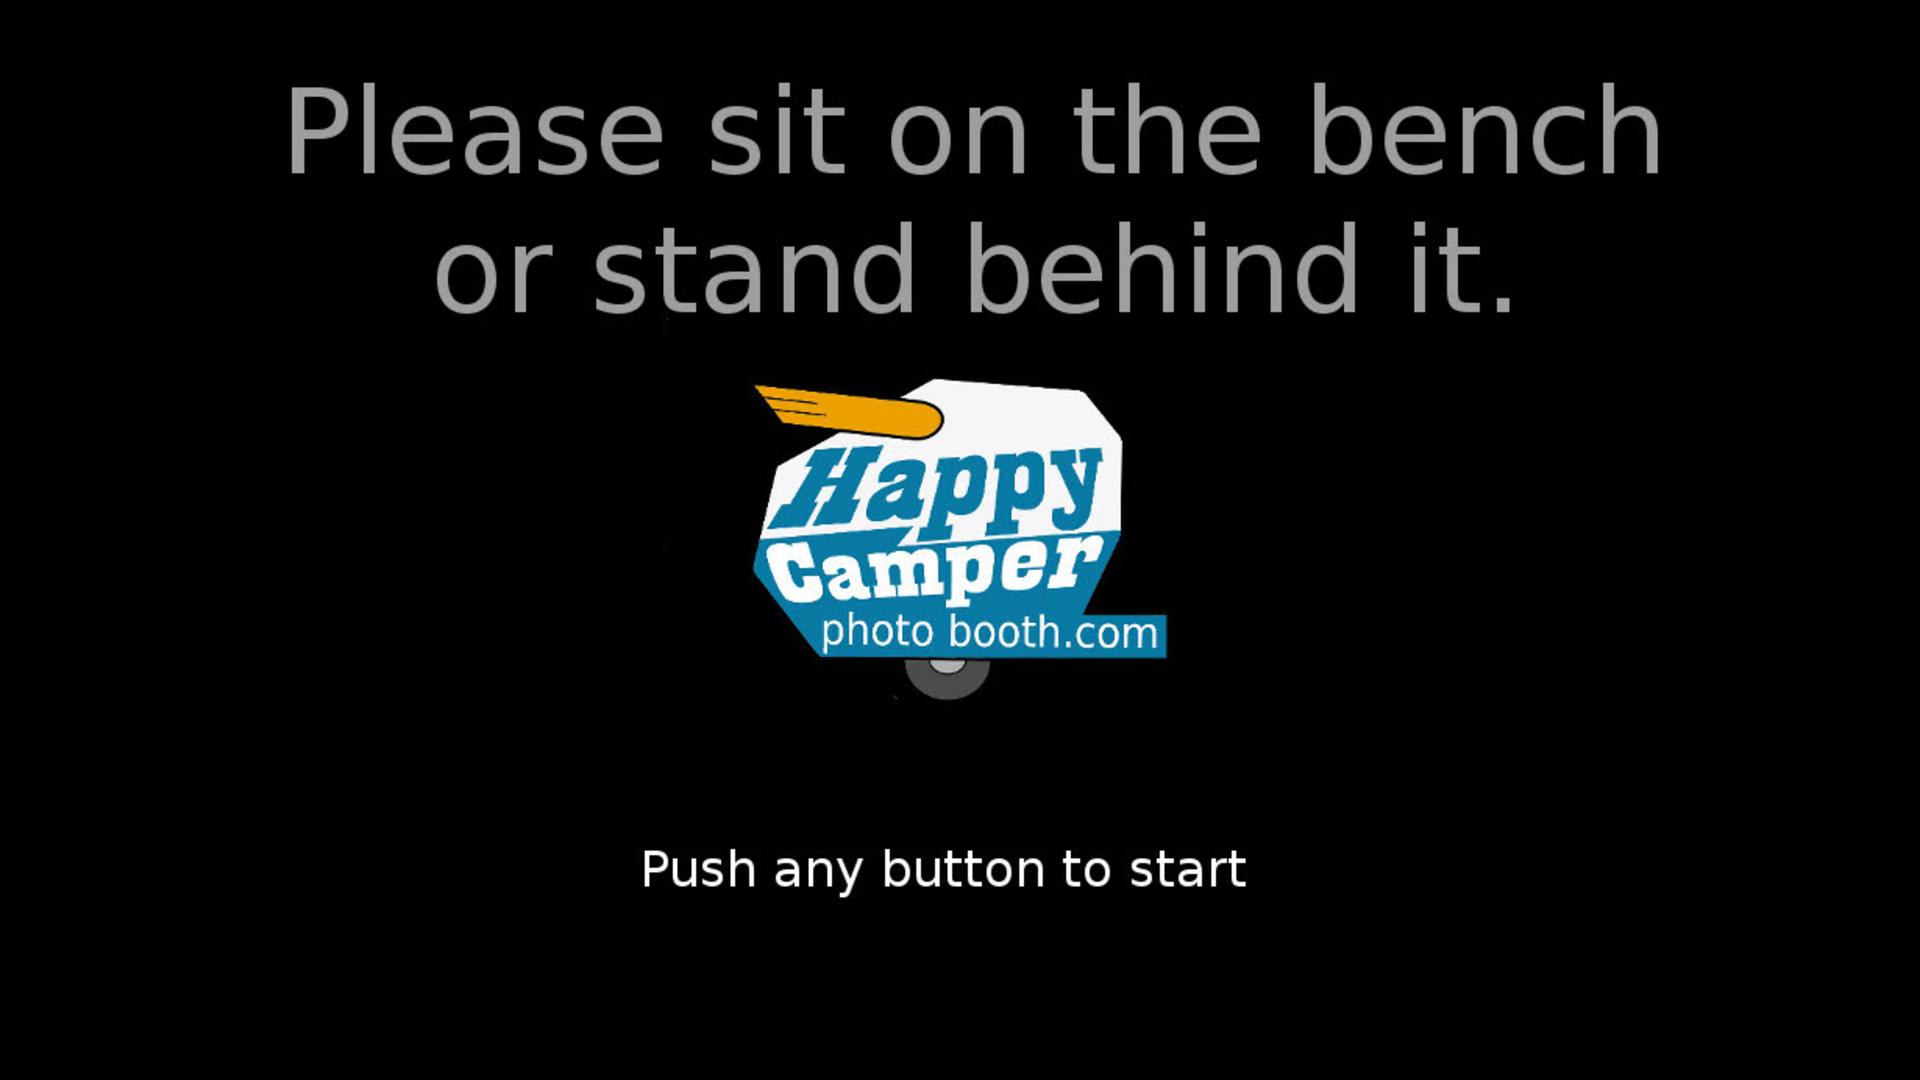 Please sit on the bench
or stand behind it.
Happy
Camper
photo booth.com
Push any button to start